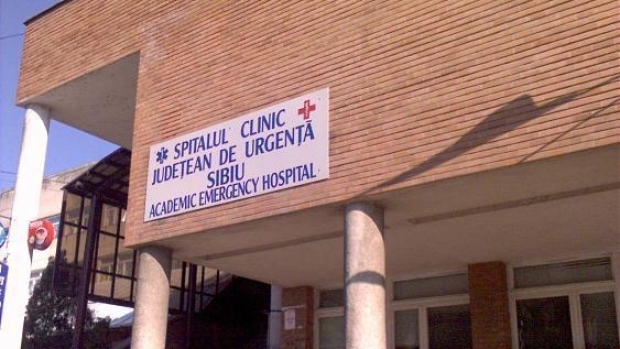 SPITALUL CLINIC
JUDEȚEAN DE URGENȚĂ
SIBIU
ACADEMIC EMERGENCY HOSPITAL